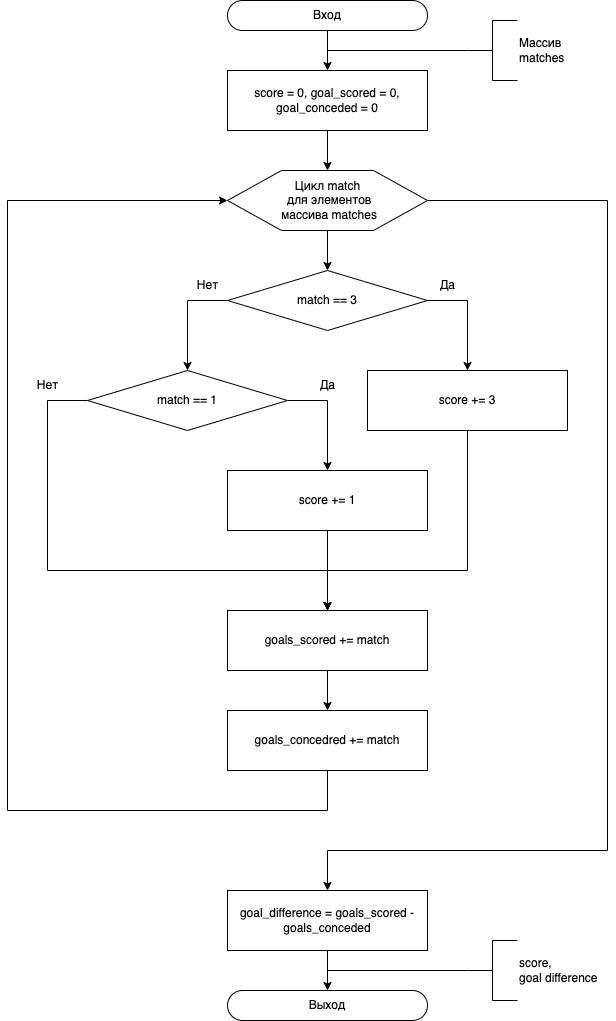 Вход
Массив
matches
score = 0, goal_scored = 0,
goal_conceded = 0
Цикл match
для элементов
массива matches
Нет
Да
match == 3
Нет
Да
match == 1
score += 3
score += 1
goals_scored += match
goals_concedred += match
goal_difference = goals_scored -
goals_conceded
score,
goal difference
Выход